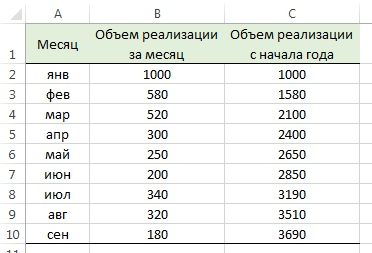 A B C
1 Месяц Объем реализации за месяц Объем реализации с начала года
2 янв 1000 1000
3 фев 580 1580
4 мар 520 2100
5 апр 300 2400
6 май 250 2650
7 июн 200 2850
8 июл 340 3190
9 авг 320 3510
10 сен 180 3690